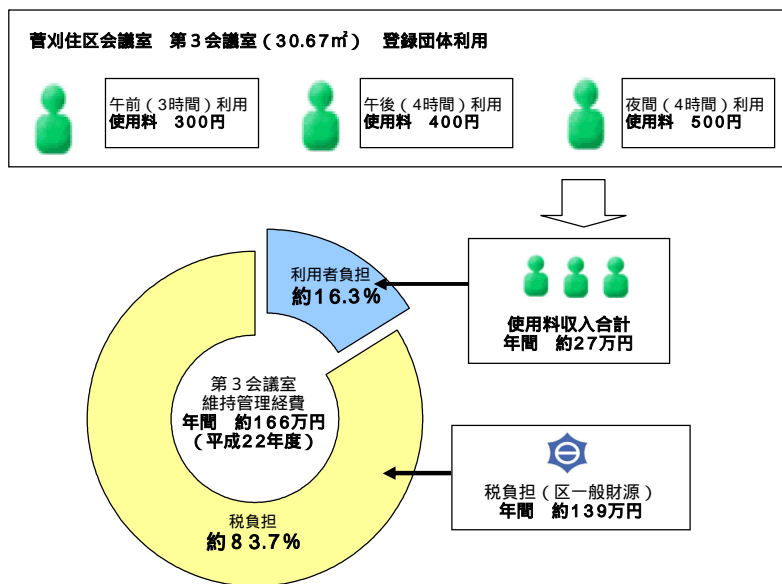 菅刈住区会議室　第３会議室（30.67㎡）　登録団体利用
午前（３時間）利用
使用料　300円
午後（４時間）利用
使用料　400円
夜間（４時間）利用
使用料　500円
利用者負担
約16.3％
使用料収入合計
年間　約27万円
第３会議室
維持管理経費
年間　約166万円
（平成22年度）
税負担（区一般財源）
年間　約139万円
税負担
約83.7％